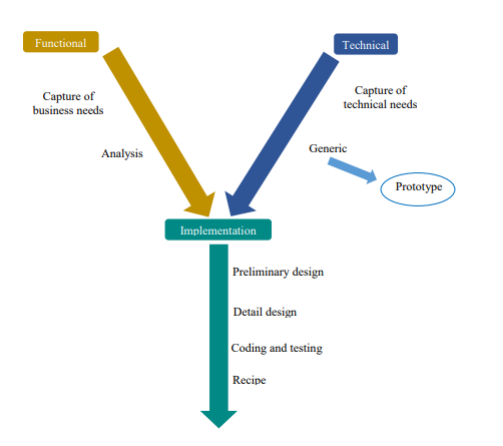 Functional
Technical
Capture of
business needs
Capture of
technical needs
Analysis
Generic
Prototype
Implementation
Preliminary design
Detail design
Coding and testing
Recipe